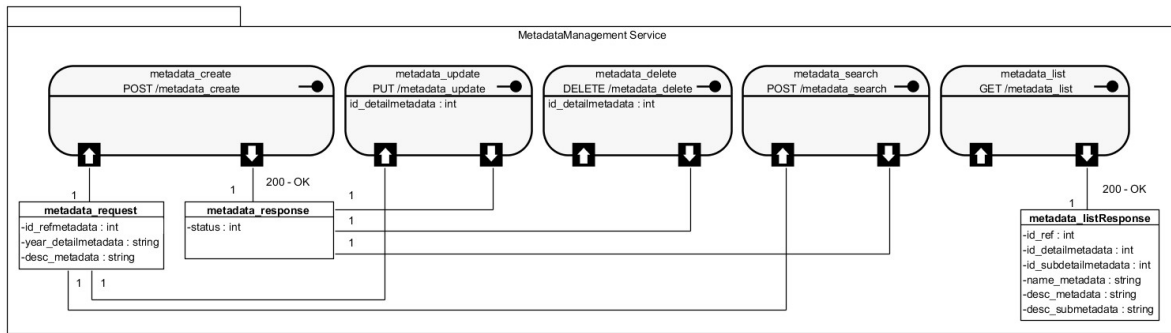 MetadataManagement Service
metadata_create
POST /metadata_create
metadata_update
PUT /metadata_update
id_detailmetadata : int
metadata_delete
DELETE /metadata_delete
id_detailmetadata : int
metadata_search
POST /metadata_search
metadata_list
GET /metadata_list
1
1
200 - OK
1
1
1
1
200 - OK
metadata_request
-id_refmetadata : int
-year_detailmetadata : string
-desc_metadata : string
1
1
metadata_response
-status : int
metadata_listResponse
-id_ref : int
-id_detailmetadata : int
-id_subdetailmetadata : int
-name_metadata : string
-desc_metadata : string
-desc_submetadata : string